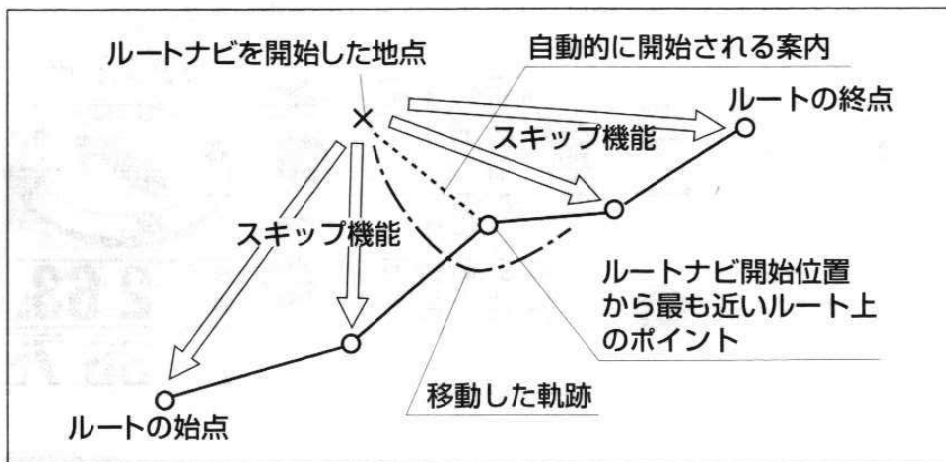 ルートナビを開始した地点
自動的に開始される案内
ルートの終点
スキップ機能
スキップ機能
ルートナビ開始位置
から最も近いルート上
のポイント
移動した軌跡
ルートの始点